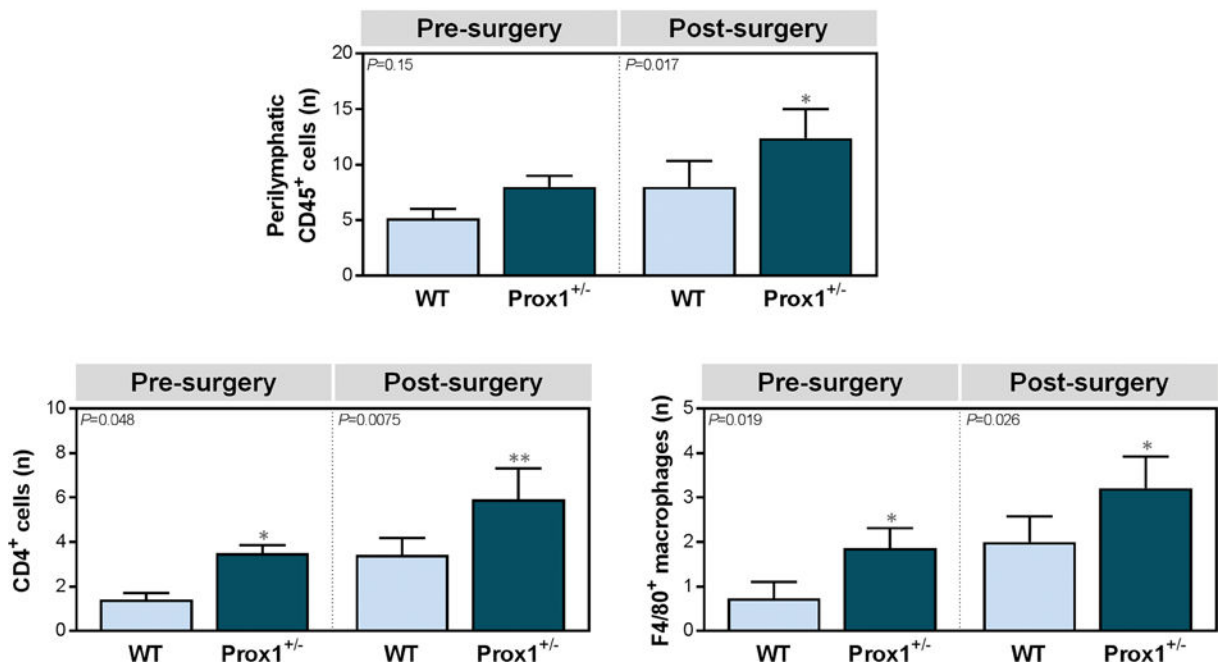 Pre-surgery Post-surgery
Perilymphatic
CD45⁺ cells (n)
20
15
10
5
0
P=0.15
P=0.017
*
WT Prox1⁺/⁻ WT Prox1⁺/⁻
Pre-surgery Post-surgery
CD4⁺ cells (n)
10
8
6
4
2
0
P=0.048
P=0.0075
*
**
WT Prox1⁺/⁻ WT Prox1⁺/⁻
Pre-surgery Post-surgery
F4/80⁺ macrophages (n)
5
4
3
2
1
0
P=0.019
P=0.026
*
*
WT Prox1⁺/⁻ WT Prox1⁺/⁻